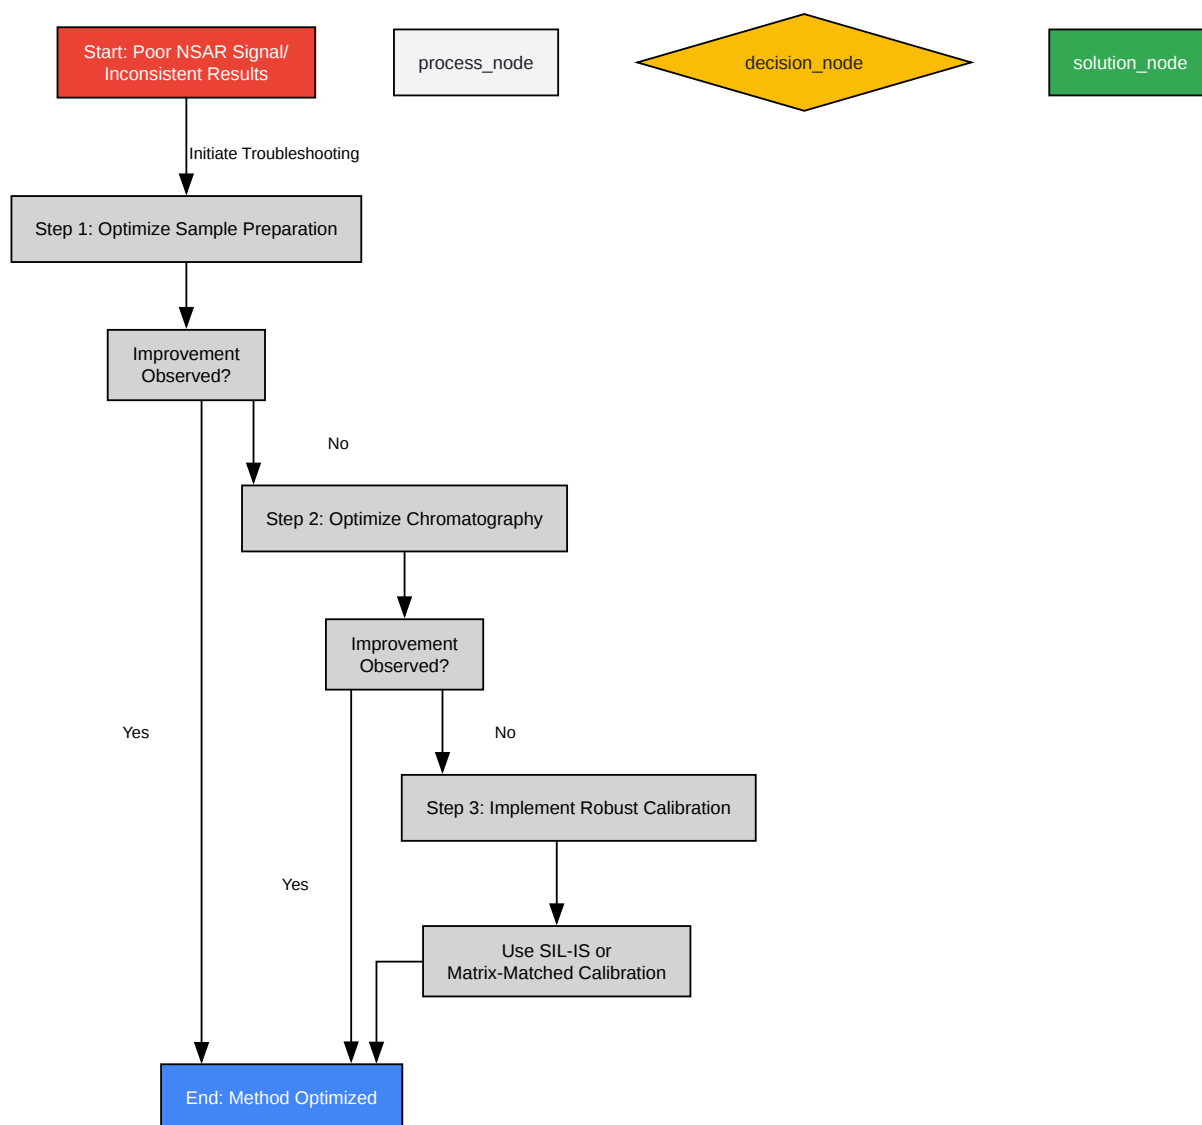 Start: Poor NSAR Signal/
Inconsistent Results
process_node
decision_node
solution_node
Initiate Troubleshooting
Step 1: Optimize Sample Preparation
Improvement
Observed?
No
Step 2: Optimize Chromatography
Improvement
Observed?
Yes
No
Step 3: Implement Robust Calibration
Yes
Use SIL-IS or
Matrix-Matched Calibration
End: Method Optimized